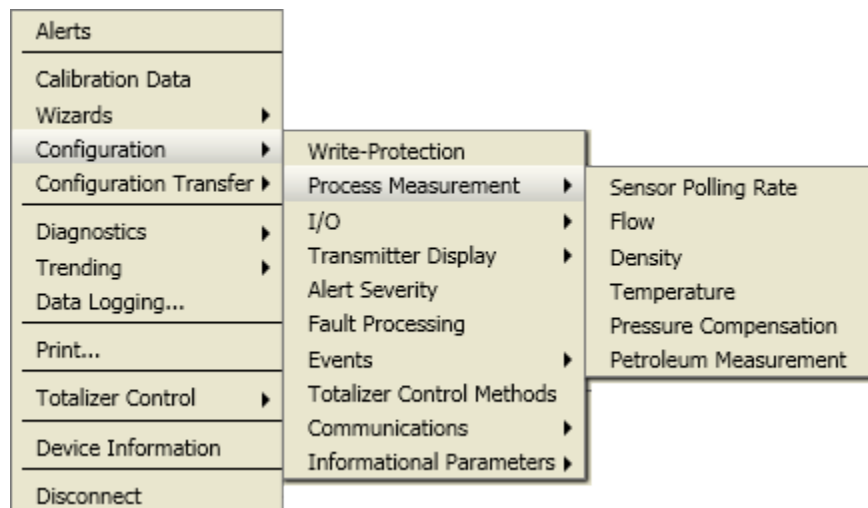 Alerts
Calibration Data
Wizards
Configuration
Configuration Transfer
Diagnostics
Trending
Data Logging...
Print...
Totalizer Control
Device Information
Disconnect
Write-Protection
Process Measurement
I/O
Transmitter Display
Alert Severity
Fault Processing
Events
Totalizer Control Methods
Communications
Informational Parameters
Sensor Polling Rate
Flow
Density
Temperature
Pressure Compensation
Petroleum Measurement